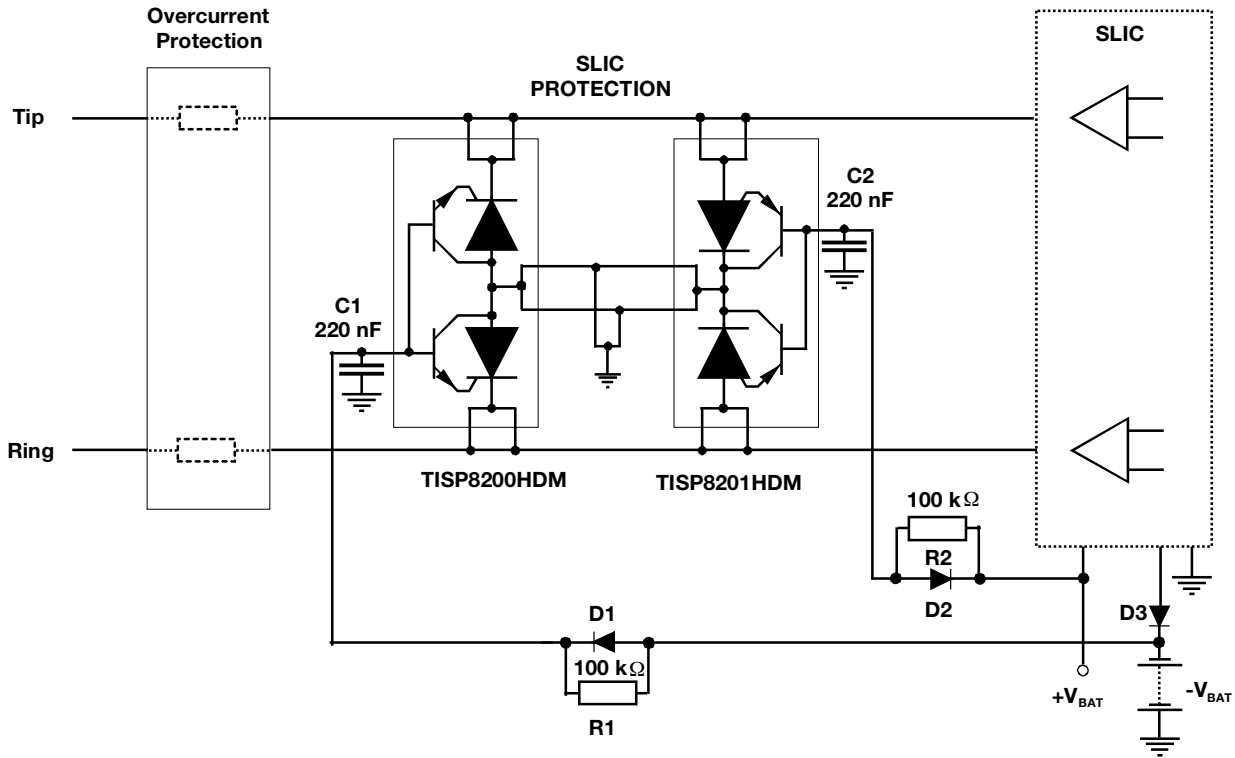 Overcurrent
Protection
SLIC
PROTECTION
SLIC
Tip
C2
220 nF
C1
220 nF
Ring
TISP8200HDM
TISP8201HDM
100 kΩ
R2
D2
D1
D3
100 kΩ
R1
+VBAT
-VBAT